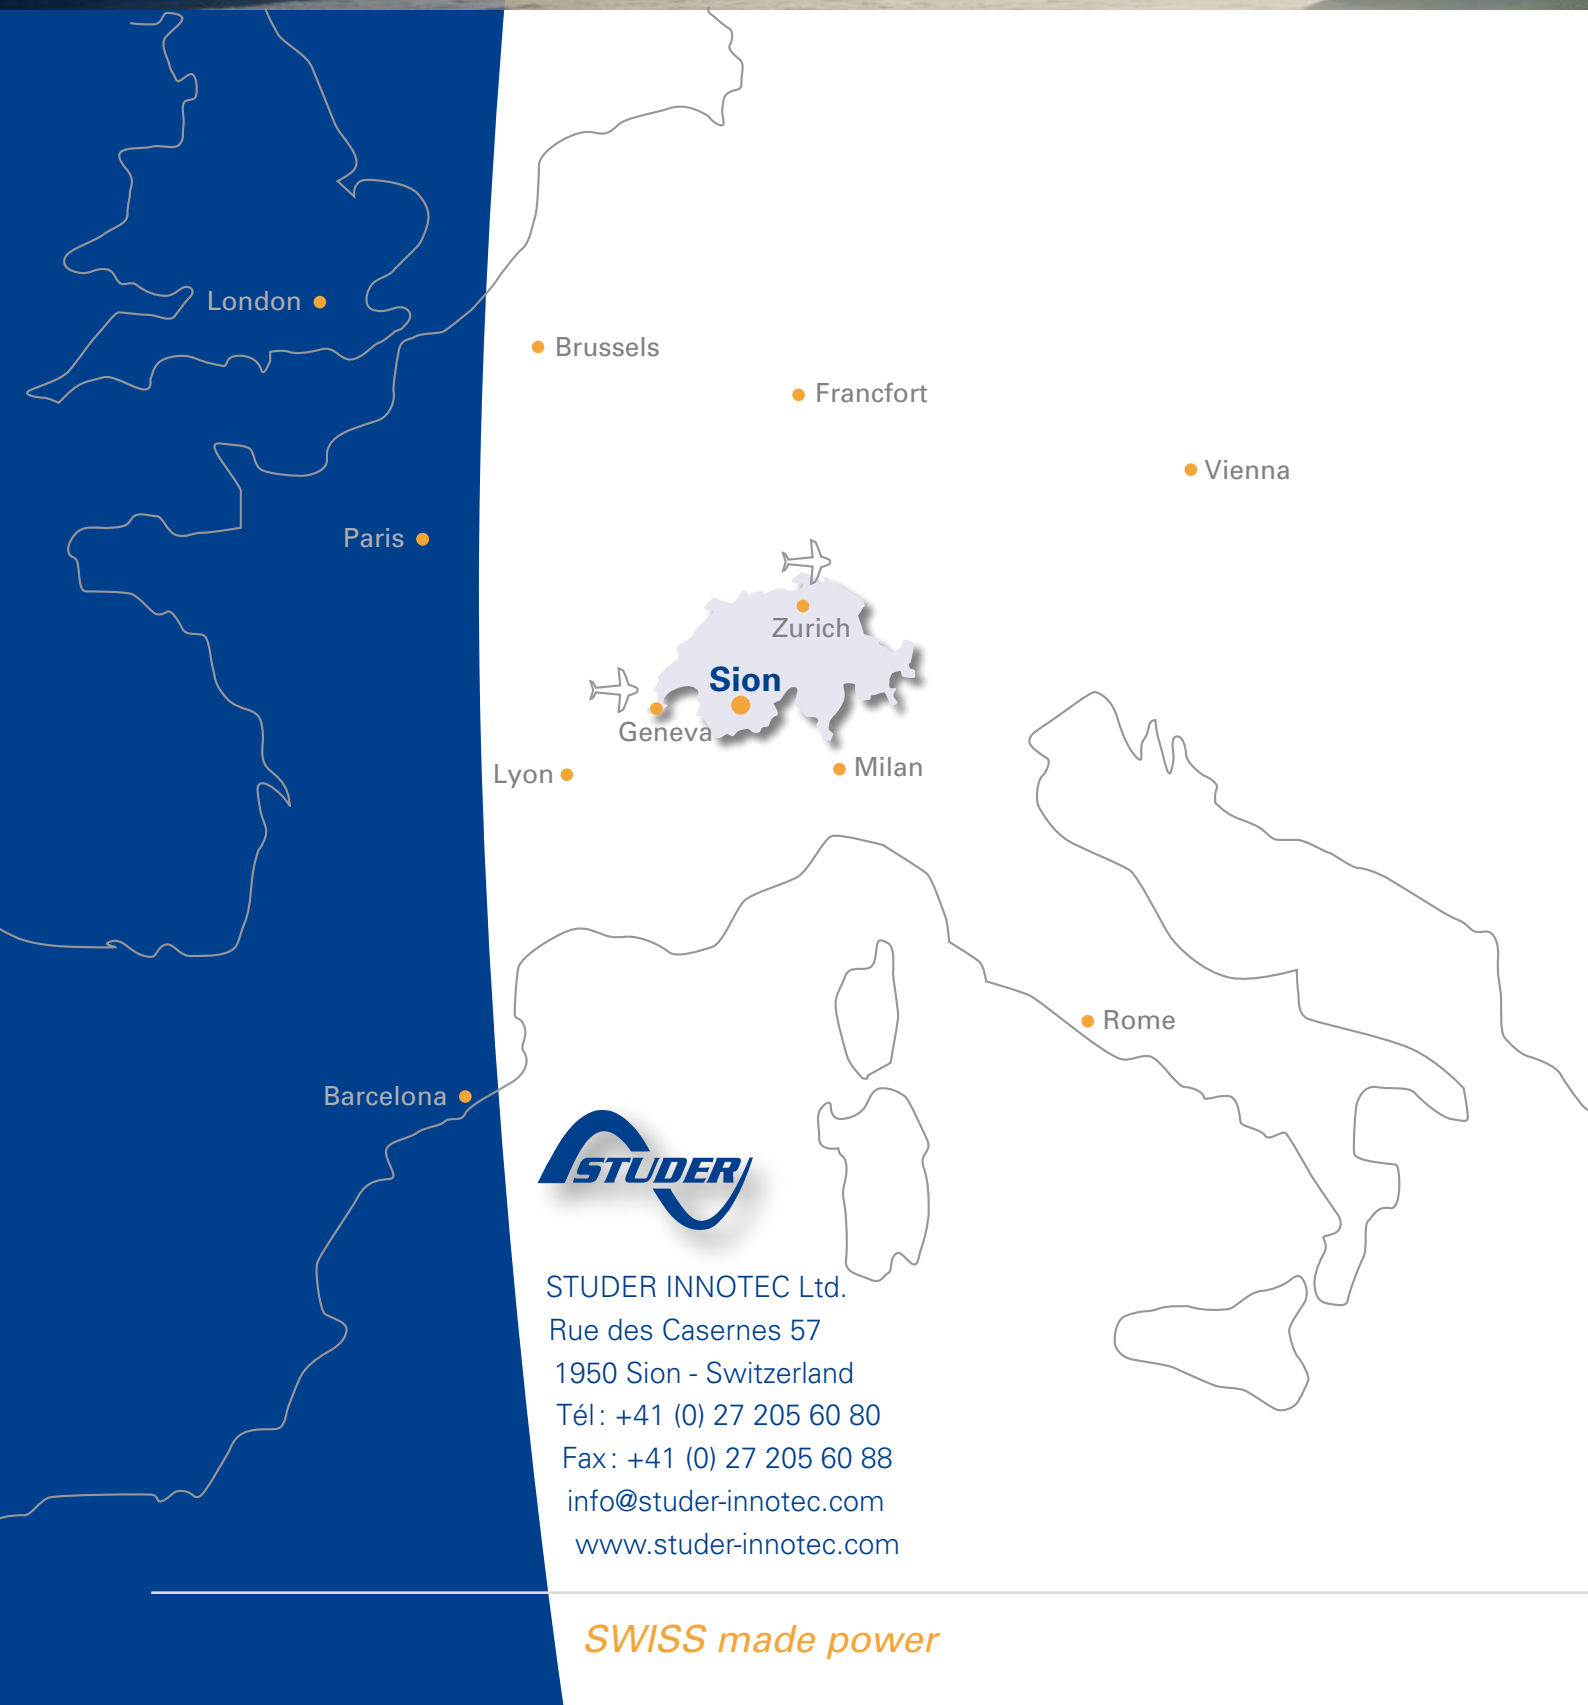 London
Brussels
Francfort
Vienna
Paris
Zurich
Sion
Geneva
Lyon
Milan
Rome
Barcelona
STUDER
STUDER INNOTEC Ltd.
Rue des Casernes 57
1950 Sion - Switzerland
Tél : +41 (0) 27 205 60 80
Fax : +41 (0) 27 205 60 88
info@studer-innotec.com
www.studer-innotec.com
SWISS made power